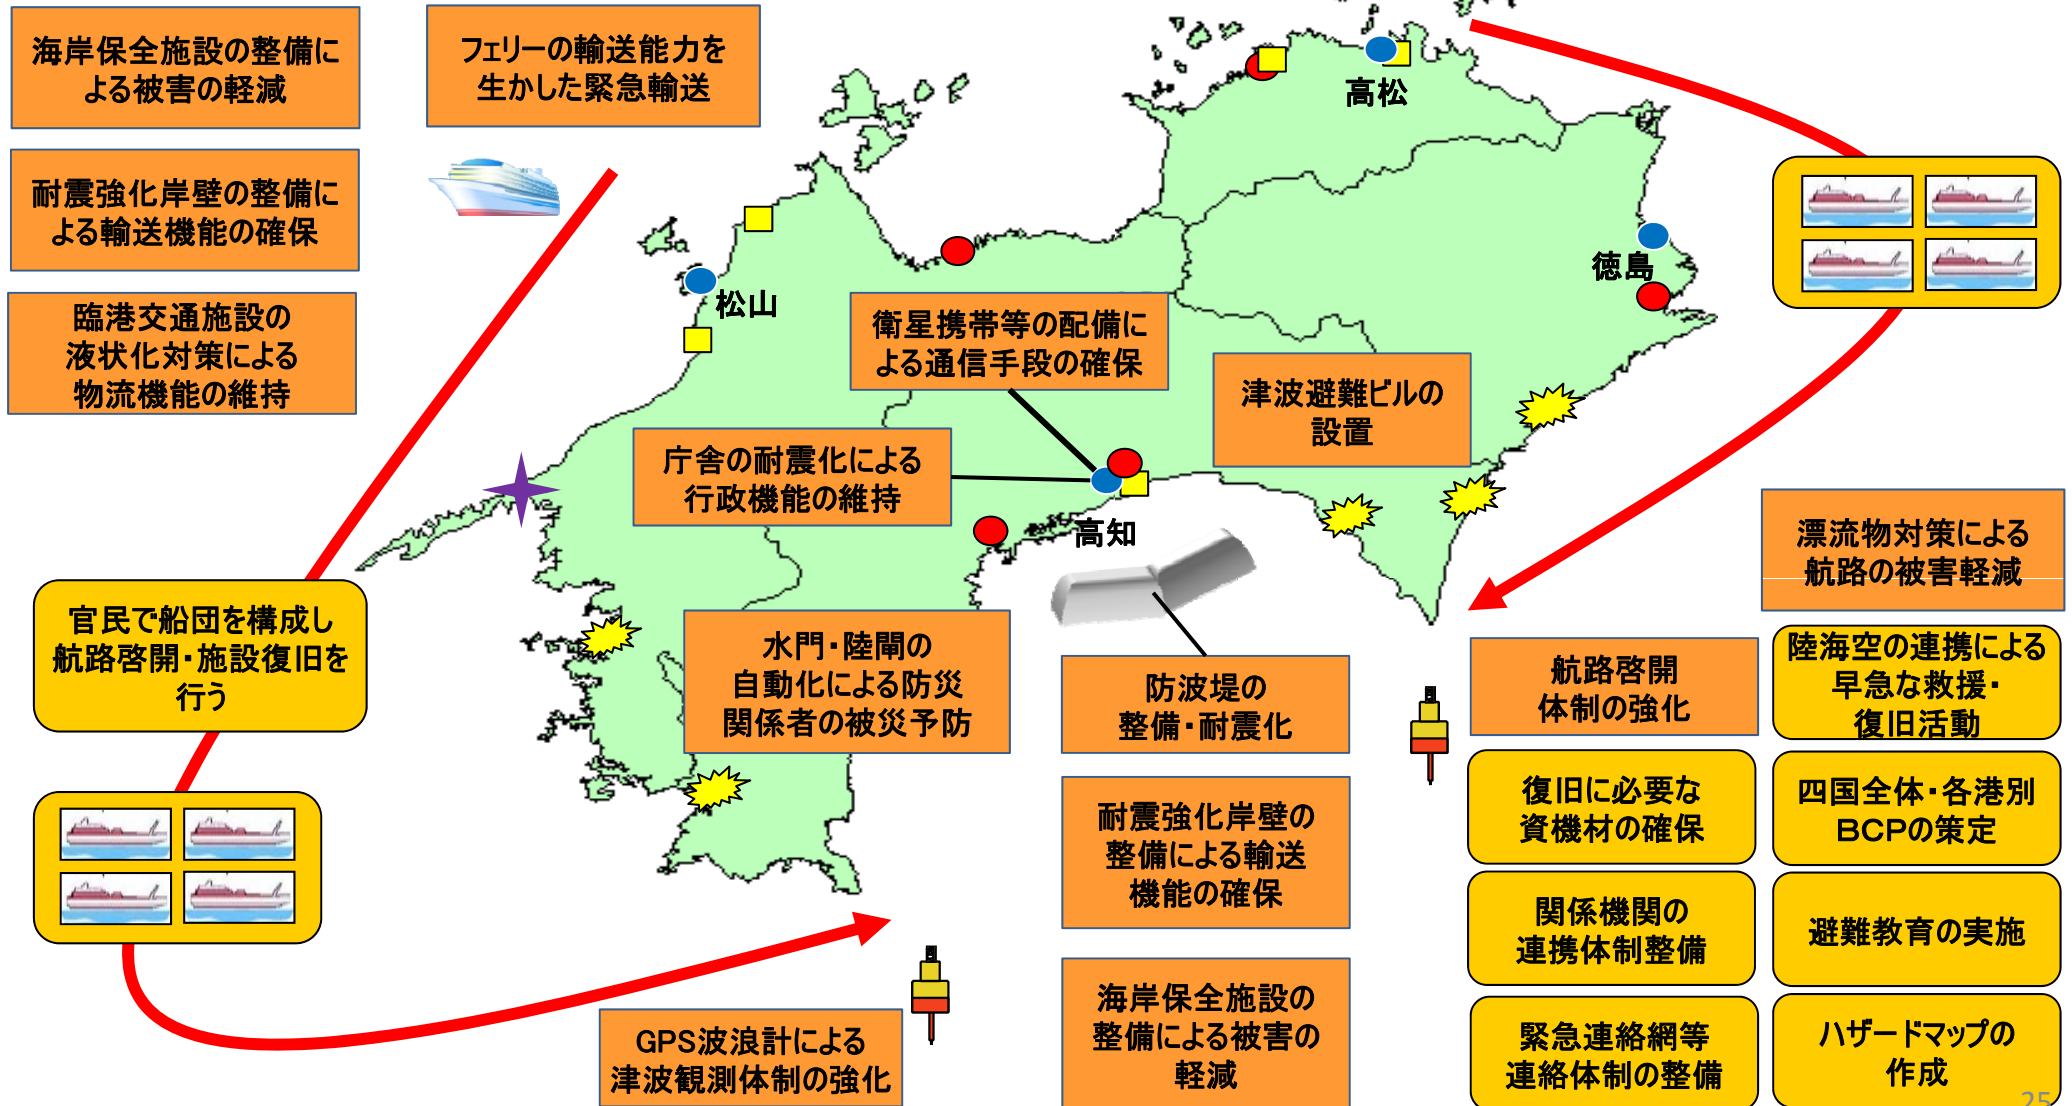 海岸保全施設の整備に
よる被害の軽減
フェリーの輸送能力を
生かした緊急輸送
高松
耐震強化岸壁の整備に
よる輸送機能の確保
徳島
臨港交通施設の
液状化対策による
物流機能の維持
松山
衛星携帯等の配備に
よる通信手段の確保
津波避難ビルの
設置
庁舎の耐震化による
行政機能の維持
高知
漂流物対策による
航路の被害軽減
官民で船団を構成し
航路啓開・施設復旧を
行う
水門・陸閘の
自動化による防災
関係者の被災予防
防波堤の
整備・耐震化
航路啓開
体制の強化
陸海空の連携による
早急な救援・
復旧活動
耐震強化岸壁の
整備による輸送
機能の確保
復旧に必要な
資機材の確保
四国全体・各港別
BCPの策定
関係機関の
連携体制整備
避難教育の実施
GPS波浪計による
津波観測体制の強化
海岸保全施設の
整備による被害の
軽減
緊急連絡網等
連絡体制の整備
ハザードマップの
作成
25